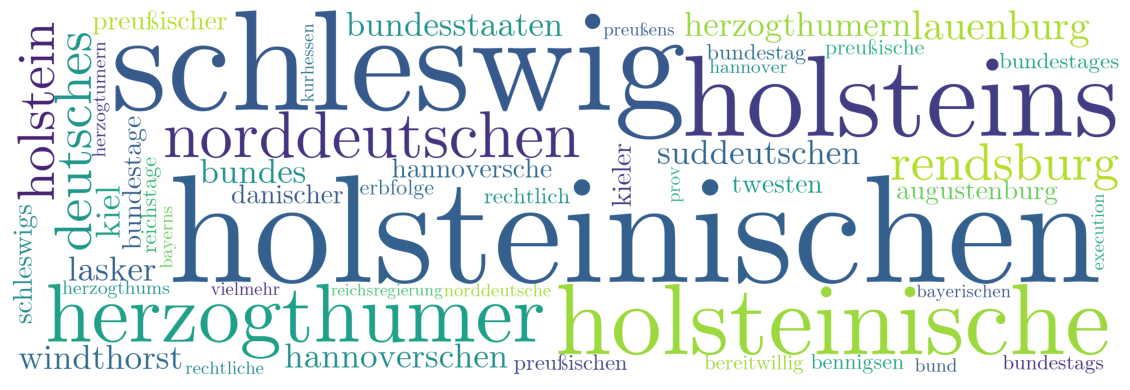 preußischer
bundesstaaten
preußens
herzogthumern
lauenburg
schleswig
holstein
deutsches
herzogtumern
kurhessen
bundestag
preußische
hannover
bundestages
holsteins
norddeutschen
bundestage
kieler
suddeutschen
rendsburg
bundes
hannoversche
reichstage
kiel
danischer
erbfolge
rechtlich
prov
twesten
augustenburg
holsteinischen
schleswigs
bayerns
execution
lasker
herzogthums
vielmehr
reichsregierung
norddeutsche
bayerischen
herzogthumer
holsteinische
windthorst
rechtliche
hannoverschen
preußischen
bereitwillig
bennigsen
bund
bundestags